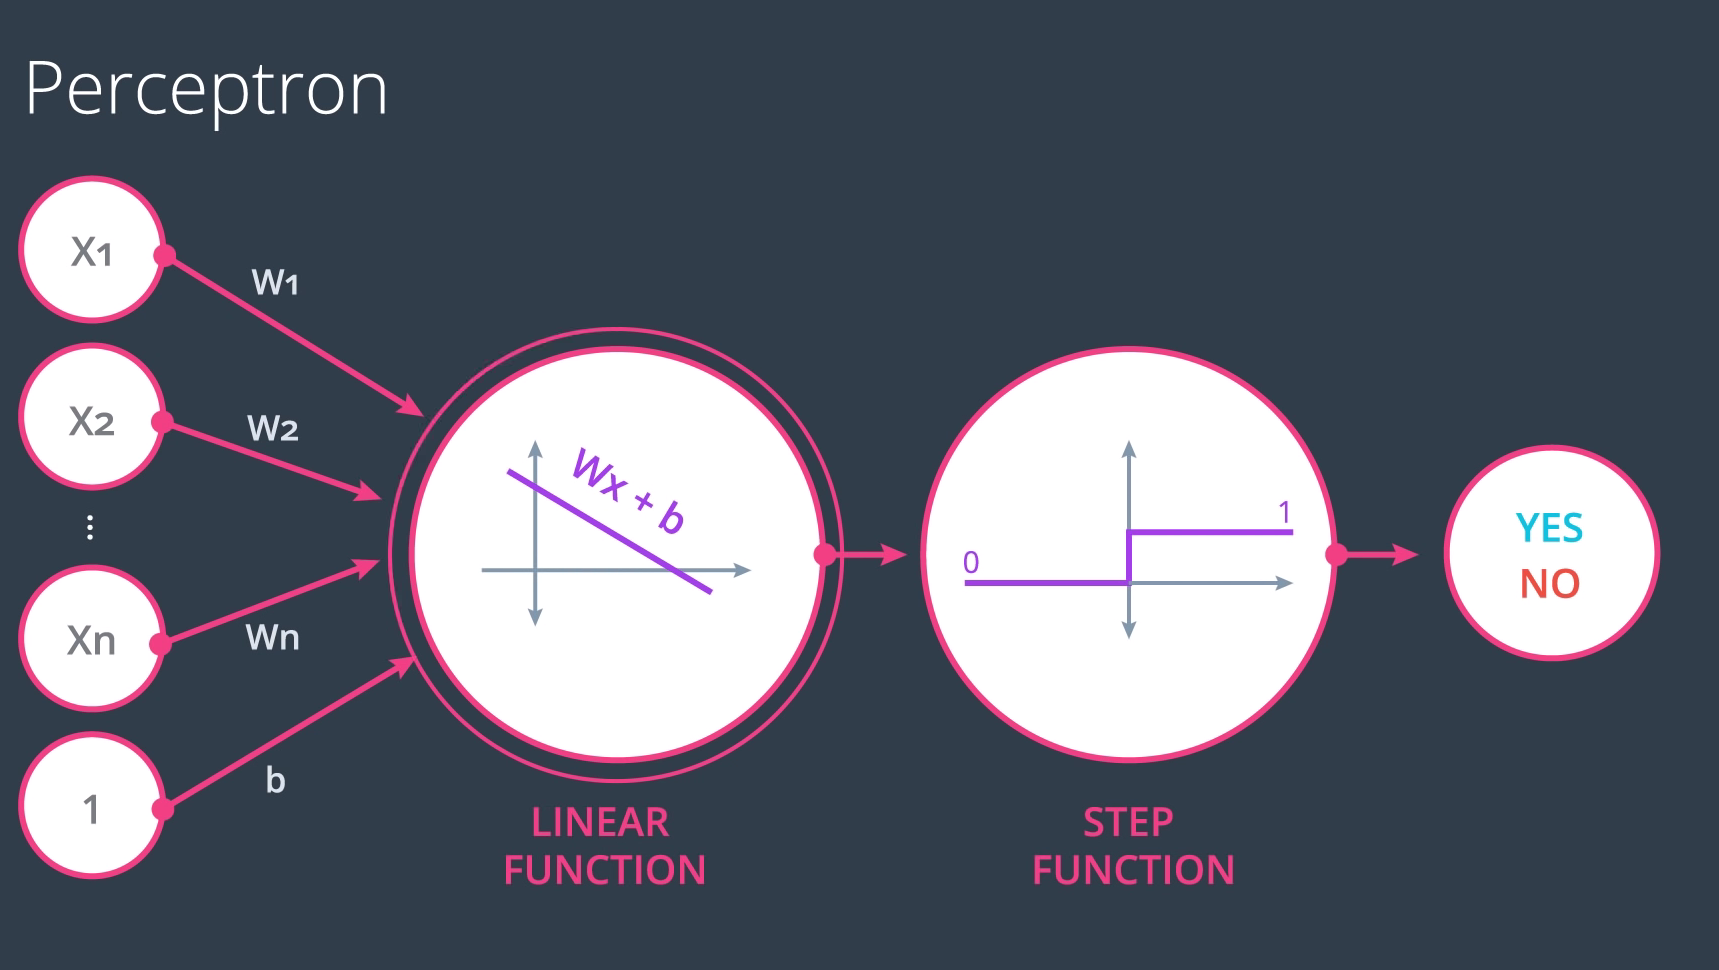 Perceptron
X1
W1
X2
W2
Xn
Wn
1
b
Wx + b
LINEAR
FUNCTION
0
1
STEP
FUNCTION
YES
NO